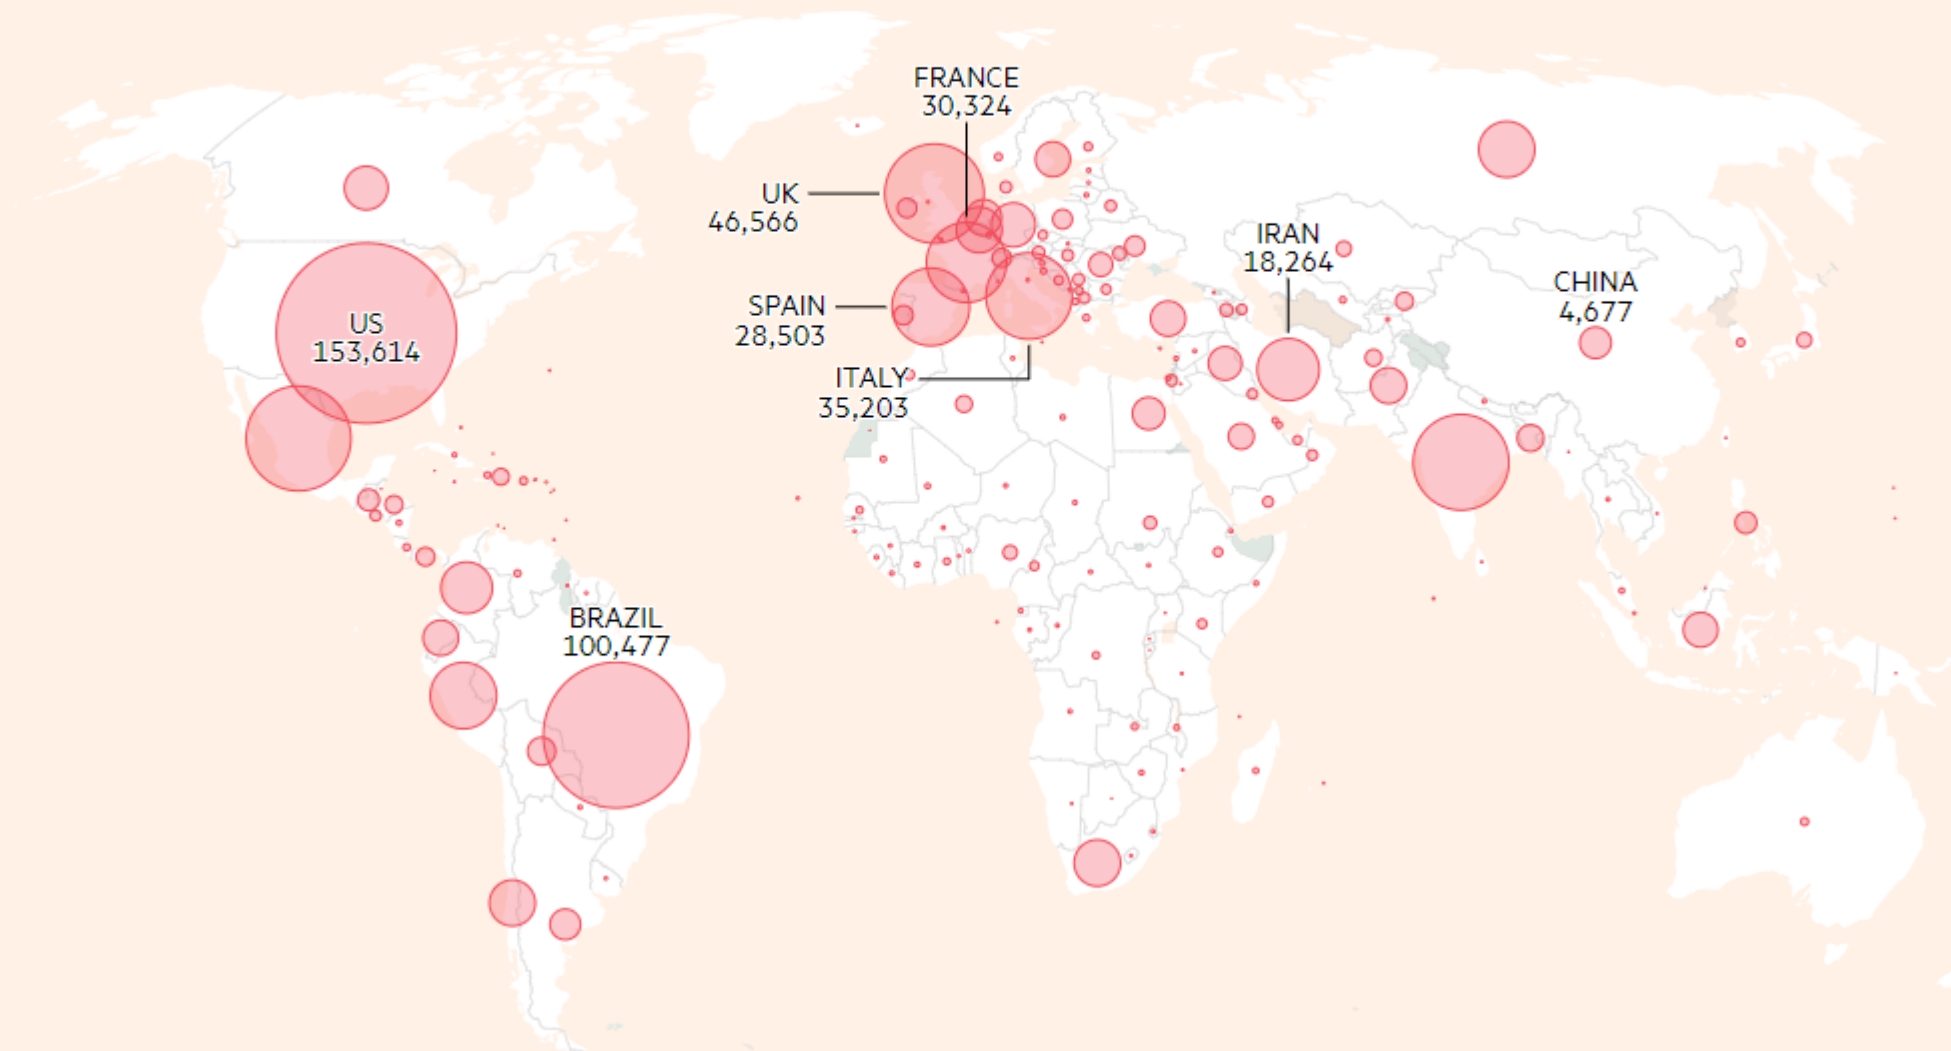 FRANCE
30,324
UK
46,566
IRAN
18,264
CHINA
4,677
SPAIN
28,503
US
153,614
ITALY
35,203
BRAZIL
100,477